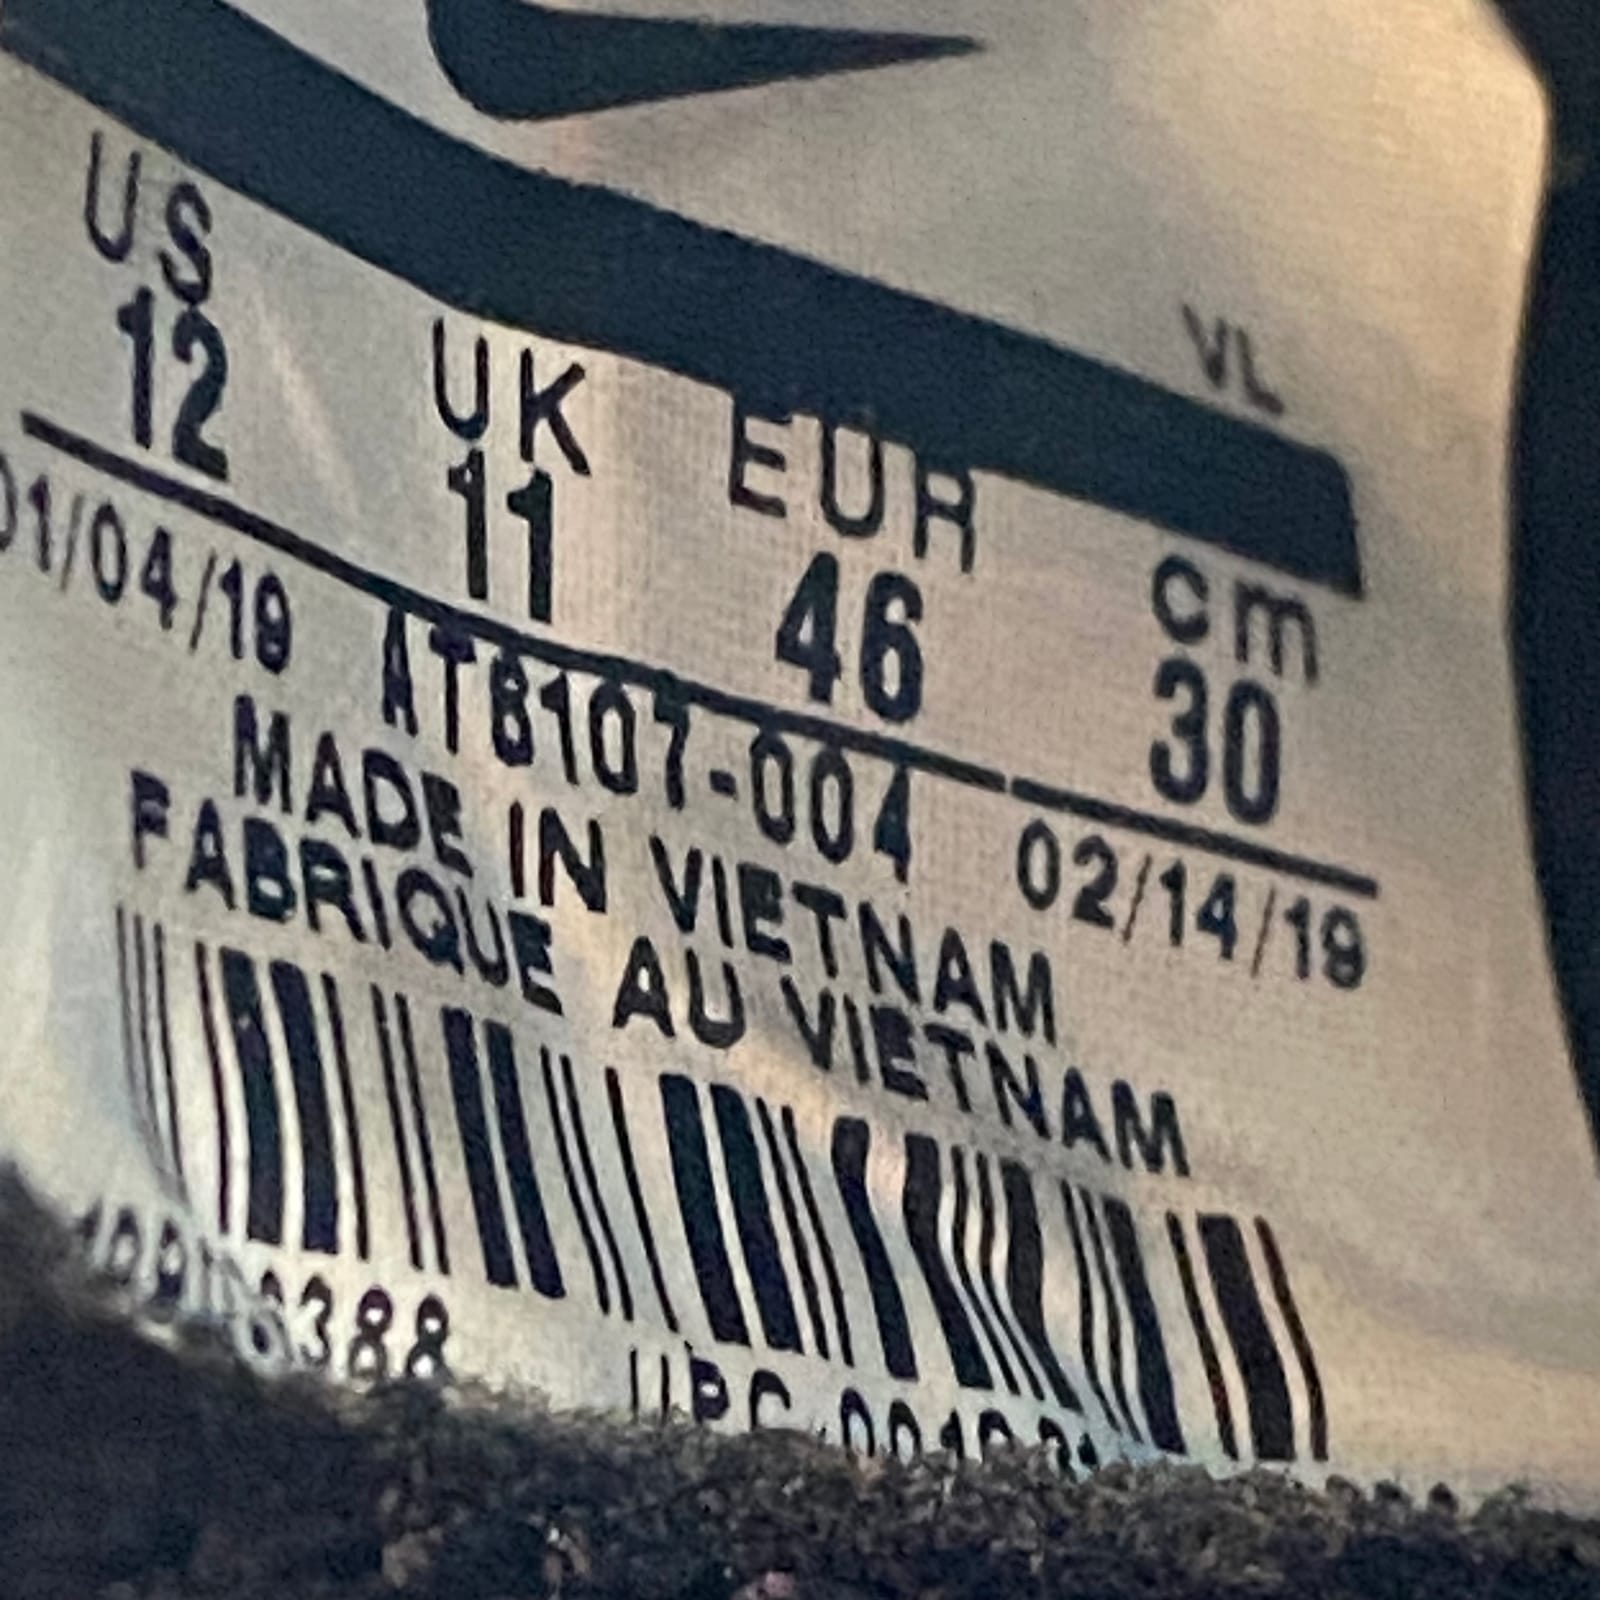 VL
US UK EUR cm
12 11 46 30
01/04/19 AT8107-004 02/14/19
MADE IN VIETNAM
FABRIQUE AU VIETNAM
UPC